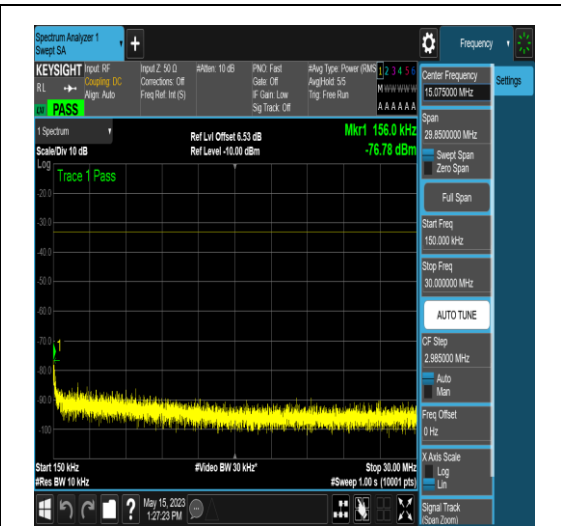 Spectrum Analyzer 1
Swept SA
Frequency
KEYSIGHT
RL
PASS
Input: RF
Coupling: DC
Align: Auto
Input Z: 50 Ω
Corrections: Off
Freq Ref: Int (S)
#Atten: 10 dB
PNO: Fast
Gate: Off
IF Gain: Low
Sig Track: Off
#Avg Type: Power (RMS
Avg|Hold: 5/5
Trig: Free Run
1 2 3 4 5 6
M W W W W W
A A A A A A
1 Spectrum
Scale/Div 10 dB
Ref Lvl Offset 6.53 dB
Ref Level -10.00 dBm
Mkr1 156.0 kHz
-76.78 dBm
Log
Trace 1 Pass
-20.0
-30.0
-40.0
-50.0
-60.0
-70.0
1
-80.0
-90.0
-100
Start 150 kHz
#Res BW 10 kHz
#Video BW 30 kHz*
Stop 30.00 MHz
#Sweep 1.00 s (10001 pts)
May 15, 2023
1:27:23 PM
Center Frequency
15.075000 MHz
Settings
Span
29.8500000 MHz
Swept Span
Zero Span
Full Span
Start Freq
150.000 kHz
Stop Freq
30.000000 MHz
AUTO TUNE
CF Step
2.985000 MHz
Auto
Man
Freq Offset
0 Hz
X Axis Scale
Log
Lin
Signal Track
(Span Zoom)